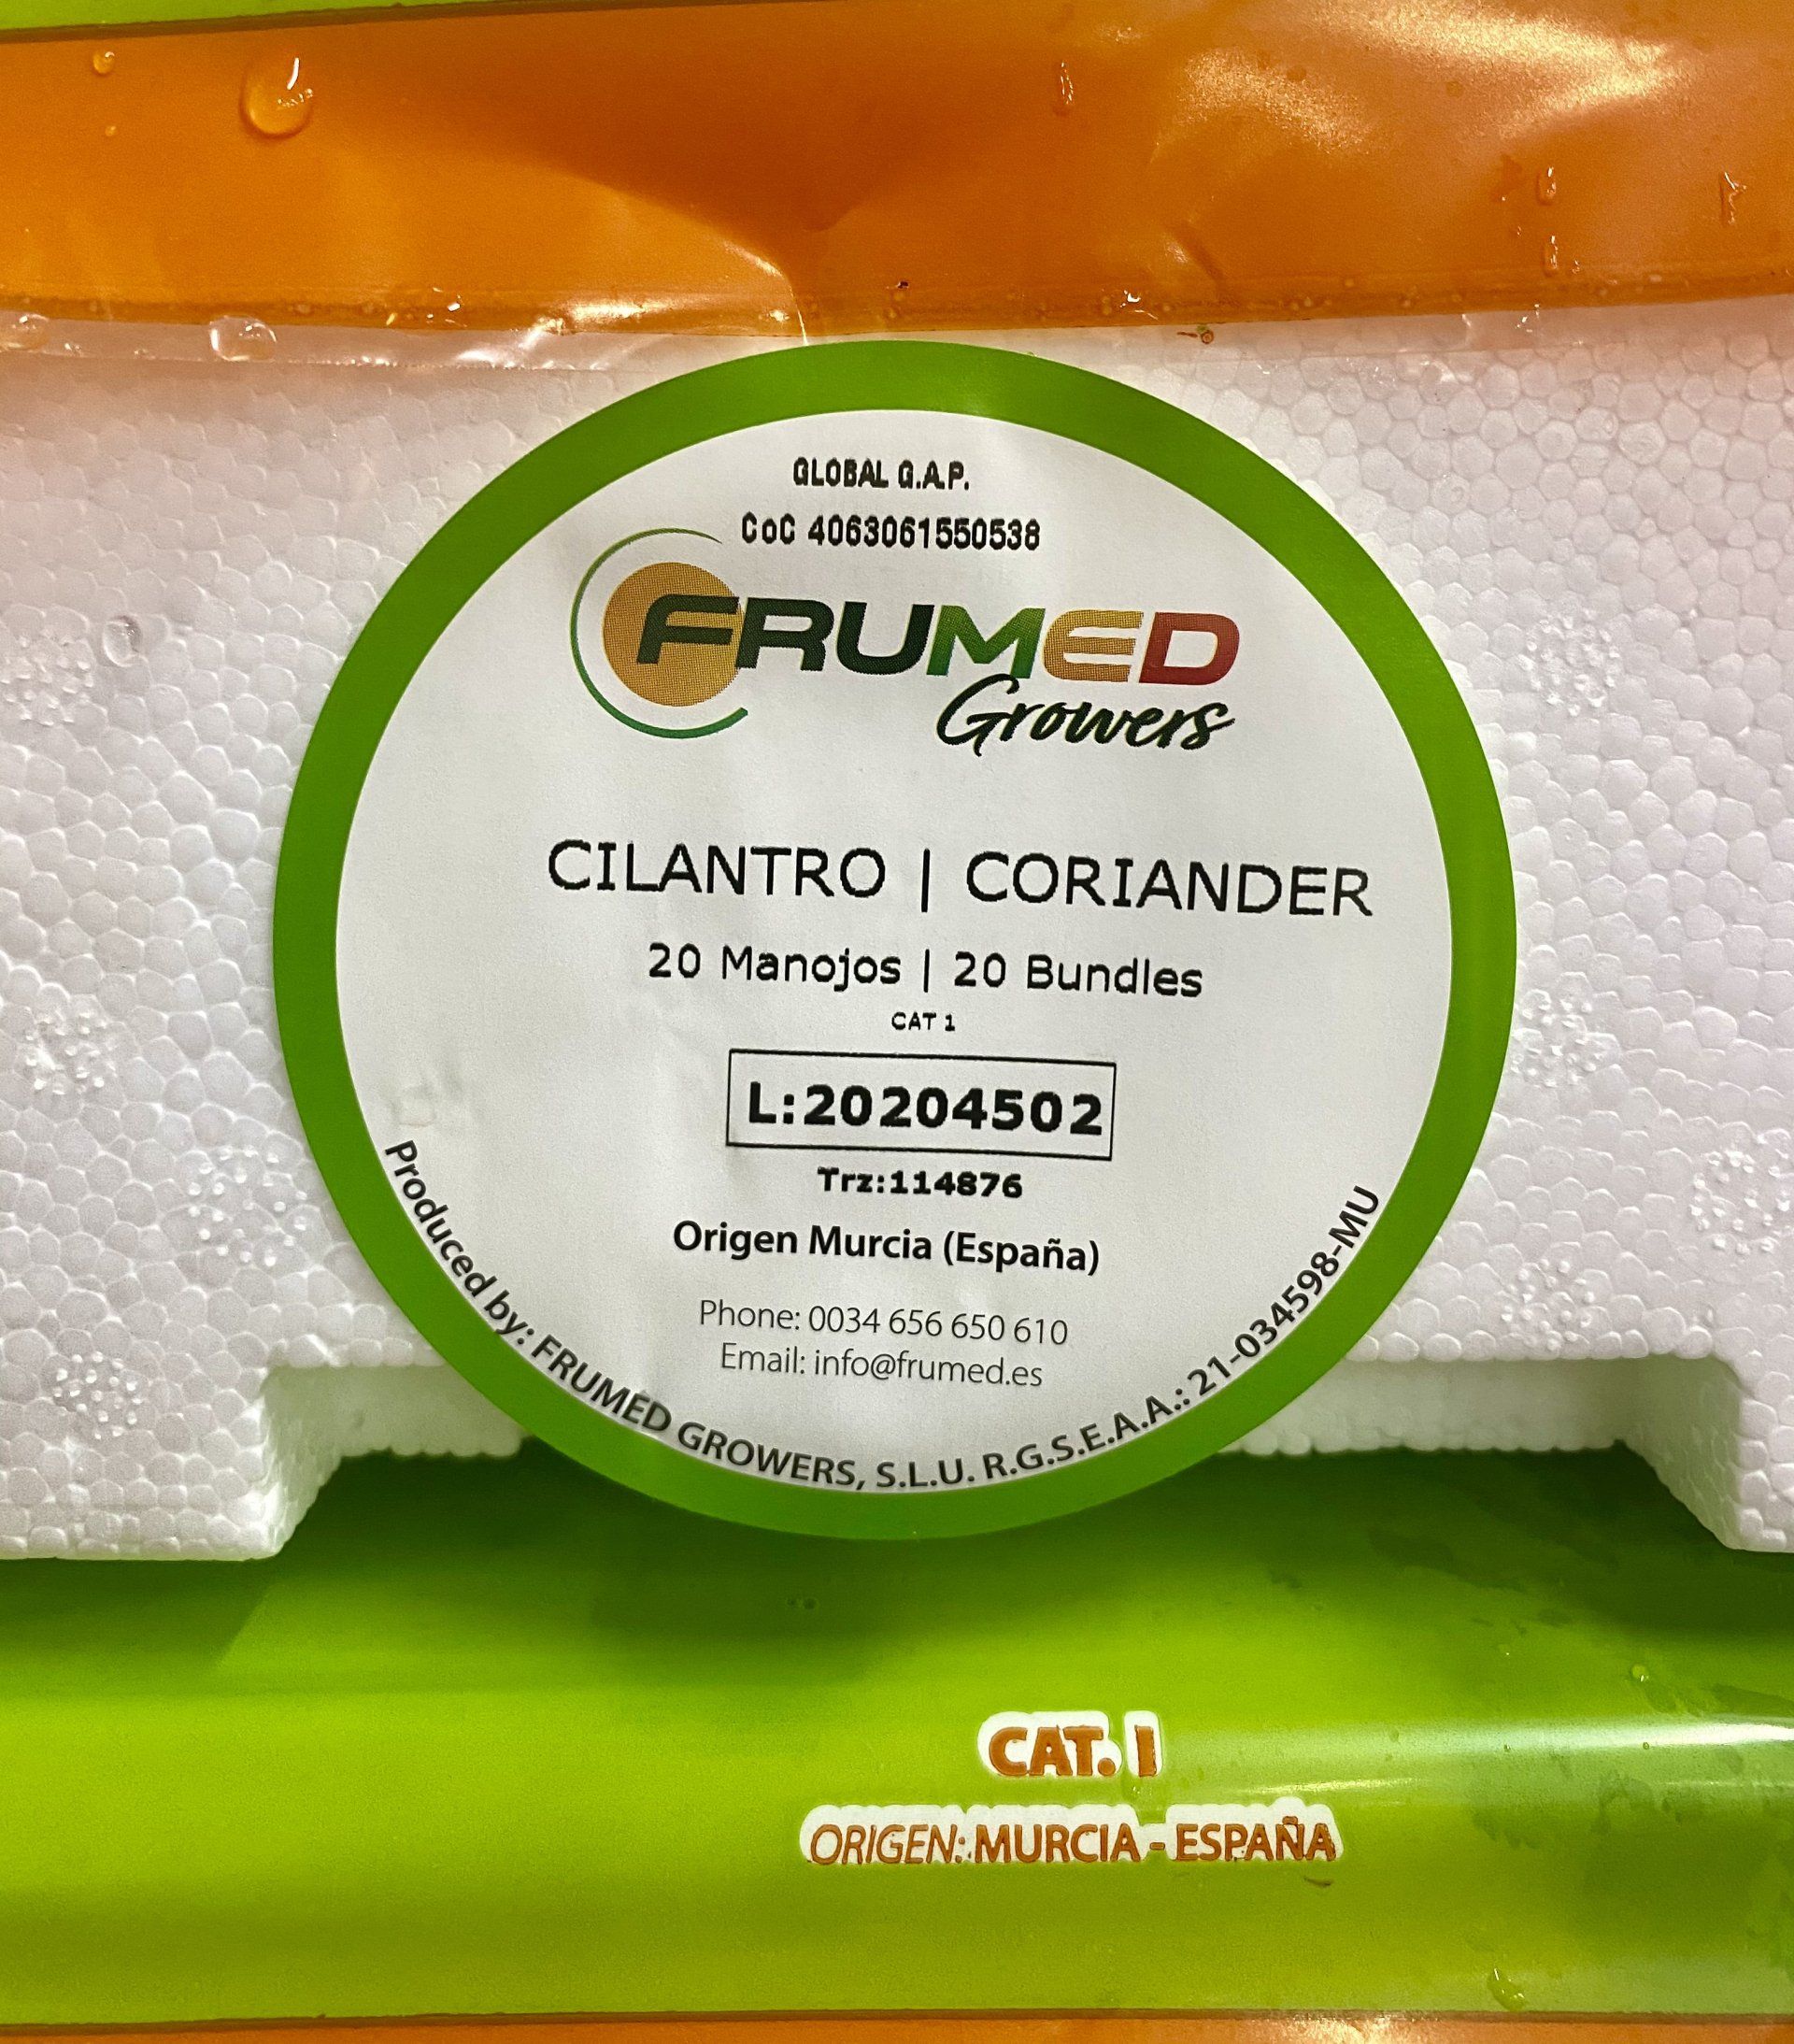 GLOBAL G.A.P.
CoC 4063061550538
FRUMED
Growers
CILANTRO | CORIANDER
20 Manojos | 20 Bundles
CAT 1
L:20204502
Trz:114876
Origen Murcia (España)
Phone: 0034 656 650 610
Email: info@frumed.es
Produced by: FRUMED GROWERS, S.L.U. R.G.S.E.A.A.: 21-034598-MU
CAT. I
ORIGEN: MURCIA - ESPAÑA